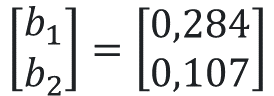 [b₁] = [0,284]
[b₂] = [0,107]